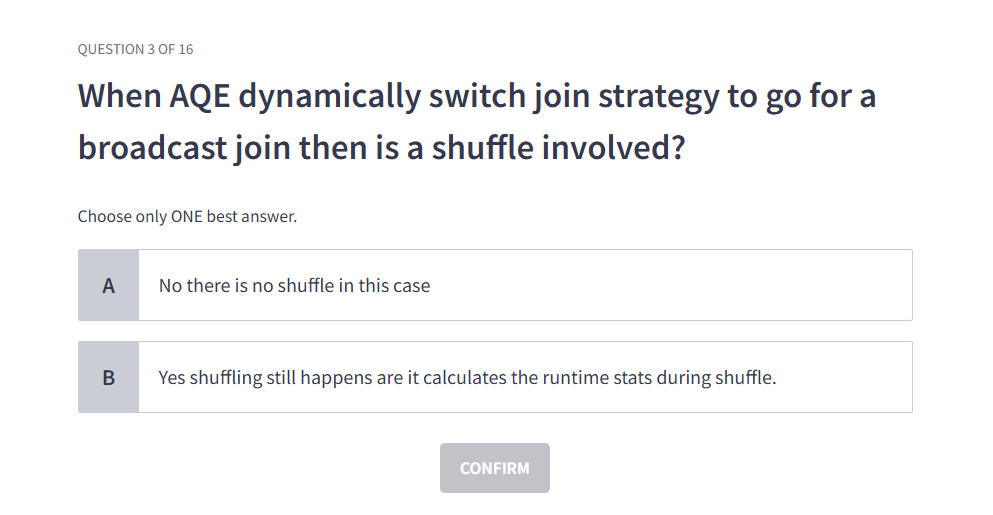 QUESTION 3 OF 16
When AQE dynamically switch join strategy to go for a
broadcast join then is a shuffle involved?
Choose only ONE best answer.
A
No there is no shuffle in this case
B
Yes shuffling still happens are it calculates the runtime stats during shuffle.
CONFIRM